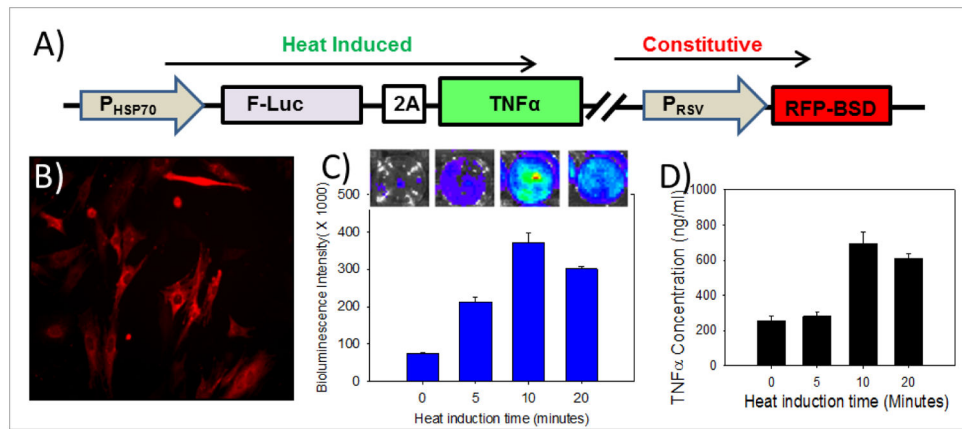 A)
Heat Induced
Constitutive
PHSP70
F-Luc
2A
TNFα
PRSV
RFP-BSD
B)
C)
Bioluminescence Intensity( X 1000)
500
400
300
200
100
0
0 5 10 20
Heat induction time (minutes)
D)
TNFα Concentration (ng/ml)
1000
800
600
400
200
0
0 5 10 20
Heat induction time (Minutes)